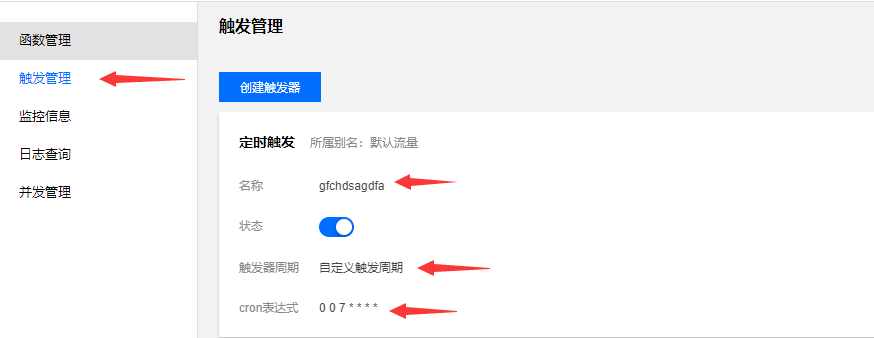 触发管理
函数管理
触发管理
监控信息
日志查询
并发管理
创建触发器
定时触发 所属别名：默认流量
名称 gfchdsagdfa
状态
触发器周期 自定义触发周期
cron表达式 0 0 7 * * * *